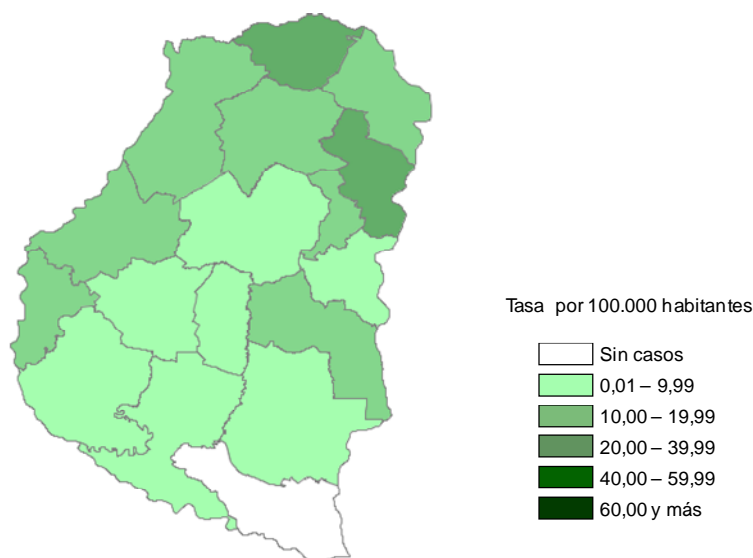 Tasa por 100.000 habitantes
Sin casos
0,01 – 9,99
10,00 – 19,99
20,00 – 39,99
40,00 – 59,99
60,00 y más